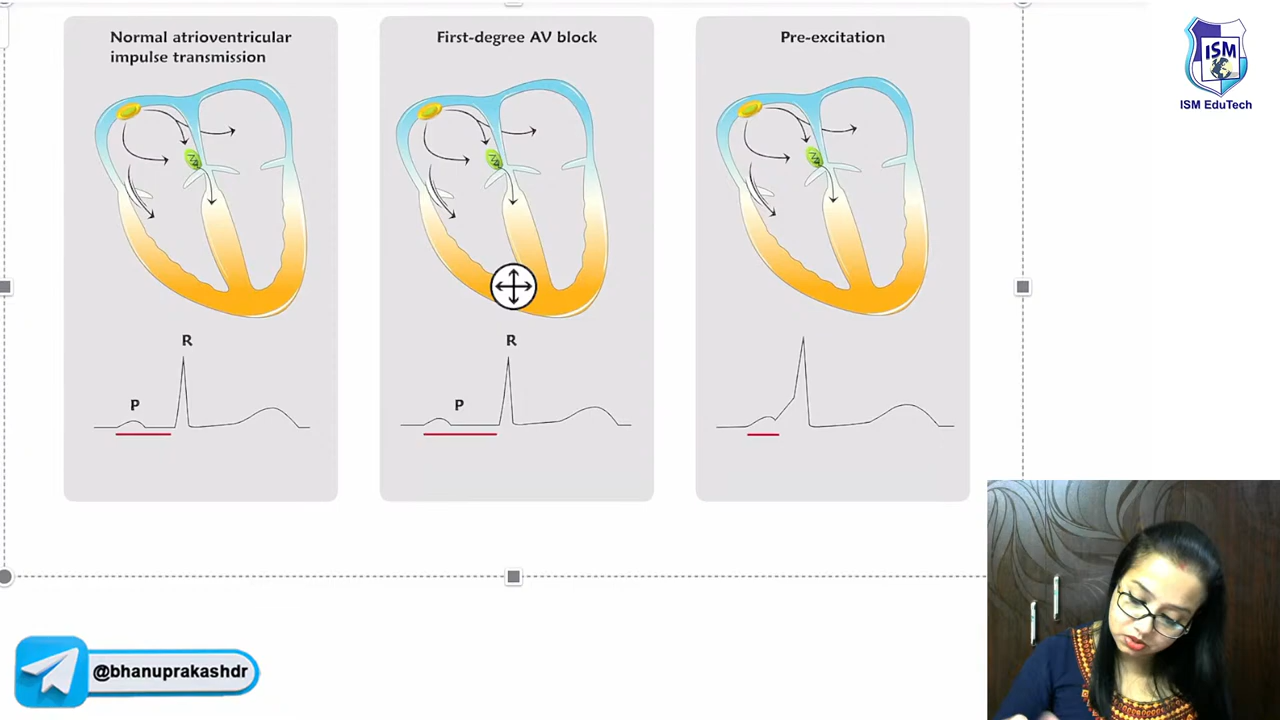 Normal atrioventricular
impulse transmission
First-degree AV block
Pre-excitation
ISM
ISM EduTech
R
R
P
P
@bhanuprakashdr